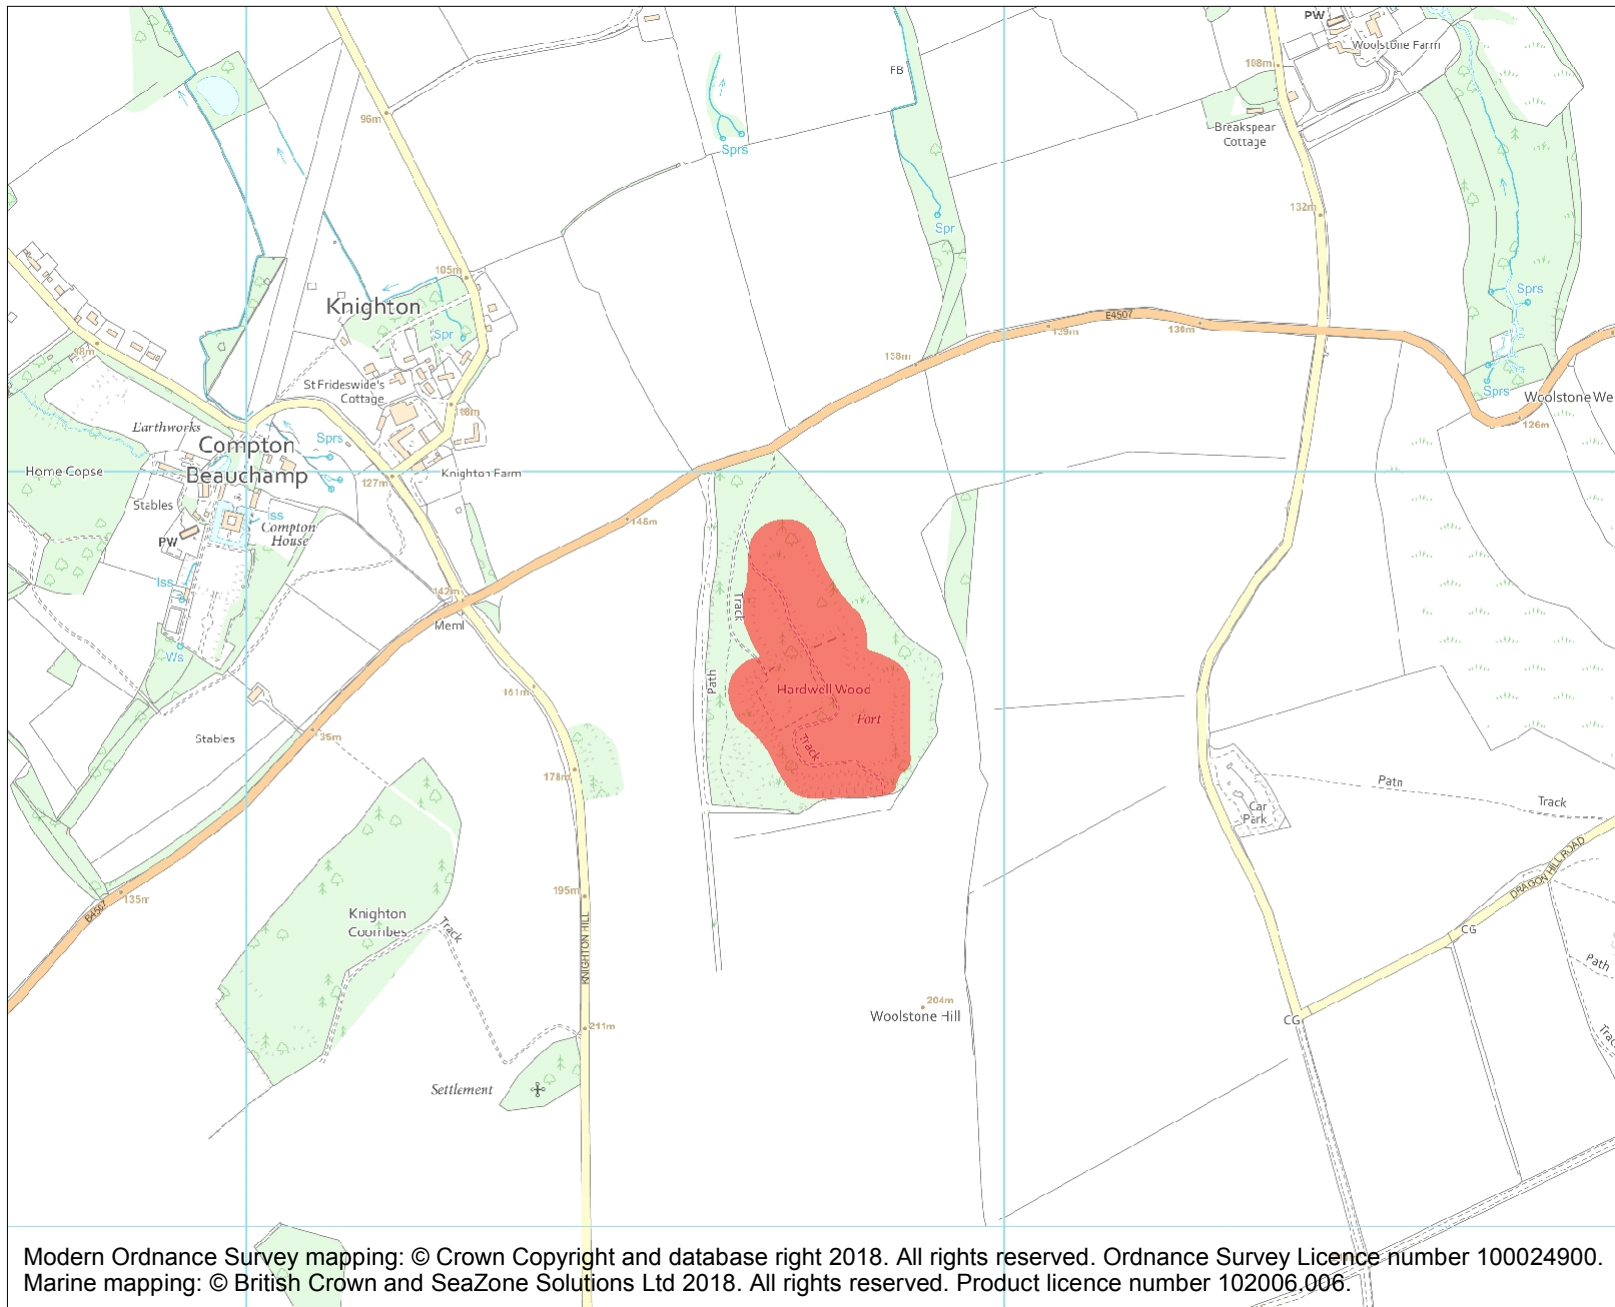 PW
Woolstone Farm
108m
FB
96m
Sprs
Breakspear
Cottage
132m
Spr
105m
Knighton
Sprs
Spr
98m
139m
B4507
136m
138m
St Frideswide's
Cottage
118m
Sprs
Earthworks
Sprs
Woolstone We
126m
Compton
Beauchamp
Home Copse
127m
Knighton Farm
Stables
Iss
Compton
House
146m
PW
Iss
142m
Track
Meml
Ws
Path
161m
Hardwell Wood
Fort
Stables
135m
Track
178m
Path
Track
Car
Park
DRAGON HILL ROAD
195m
135m
B4507
Knighton
Coombes
Track
KNIGHTON HILL
CG
Path
204m
Woolstone Hill
CG
211m
Track
Settlement
Modern Ordnance Survey mapping: © Crown Copyright and database right 2018. All rights reserved. Ordnance Survey Licence number 100024900.
Marine mapping: © British Crown and SeaZone Solutions Ltd 2018. All rights reserved. Product licence number 102006.006.